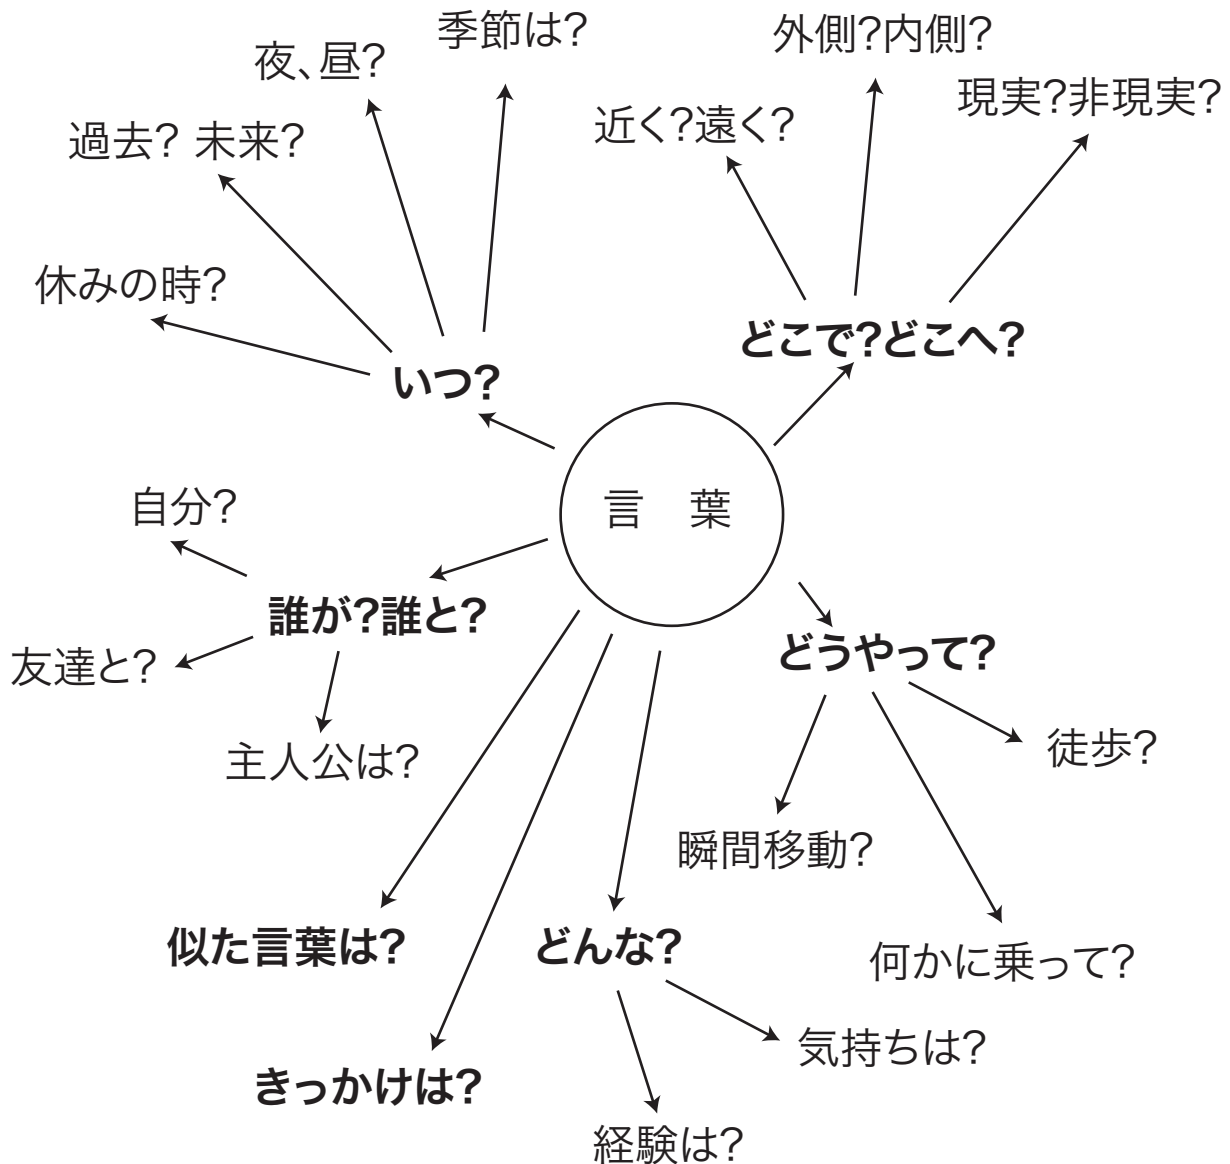 季節は?
外側?内側?
夜、昼?
現実?非現実?
近く?遠く?
過去? 未来?
休みの時?
どこで?どこへ?
いつ?
言　葉
自分?
誰が?誰と?
どうやって?
友達と?
主人公は?
徒歩?
瞬間移動?
似た言葉は?
どんな?
何かに乗って?
気持ちは?
きっかけは?
経験は?